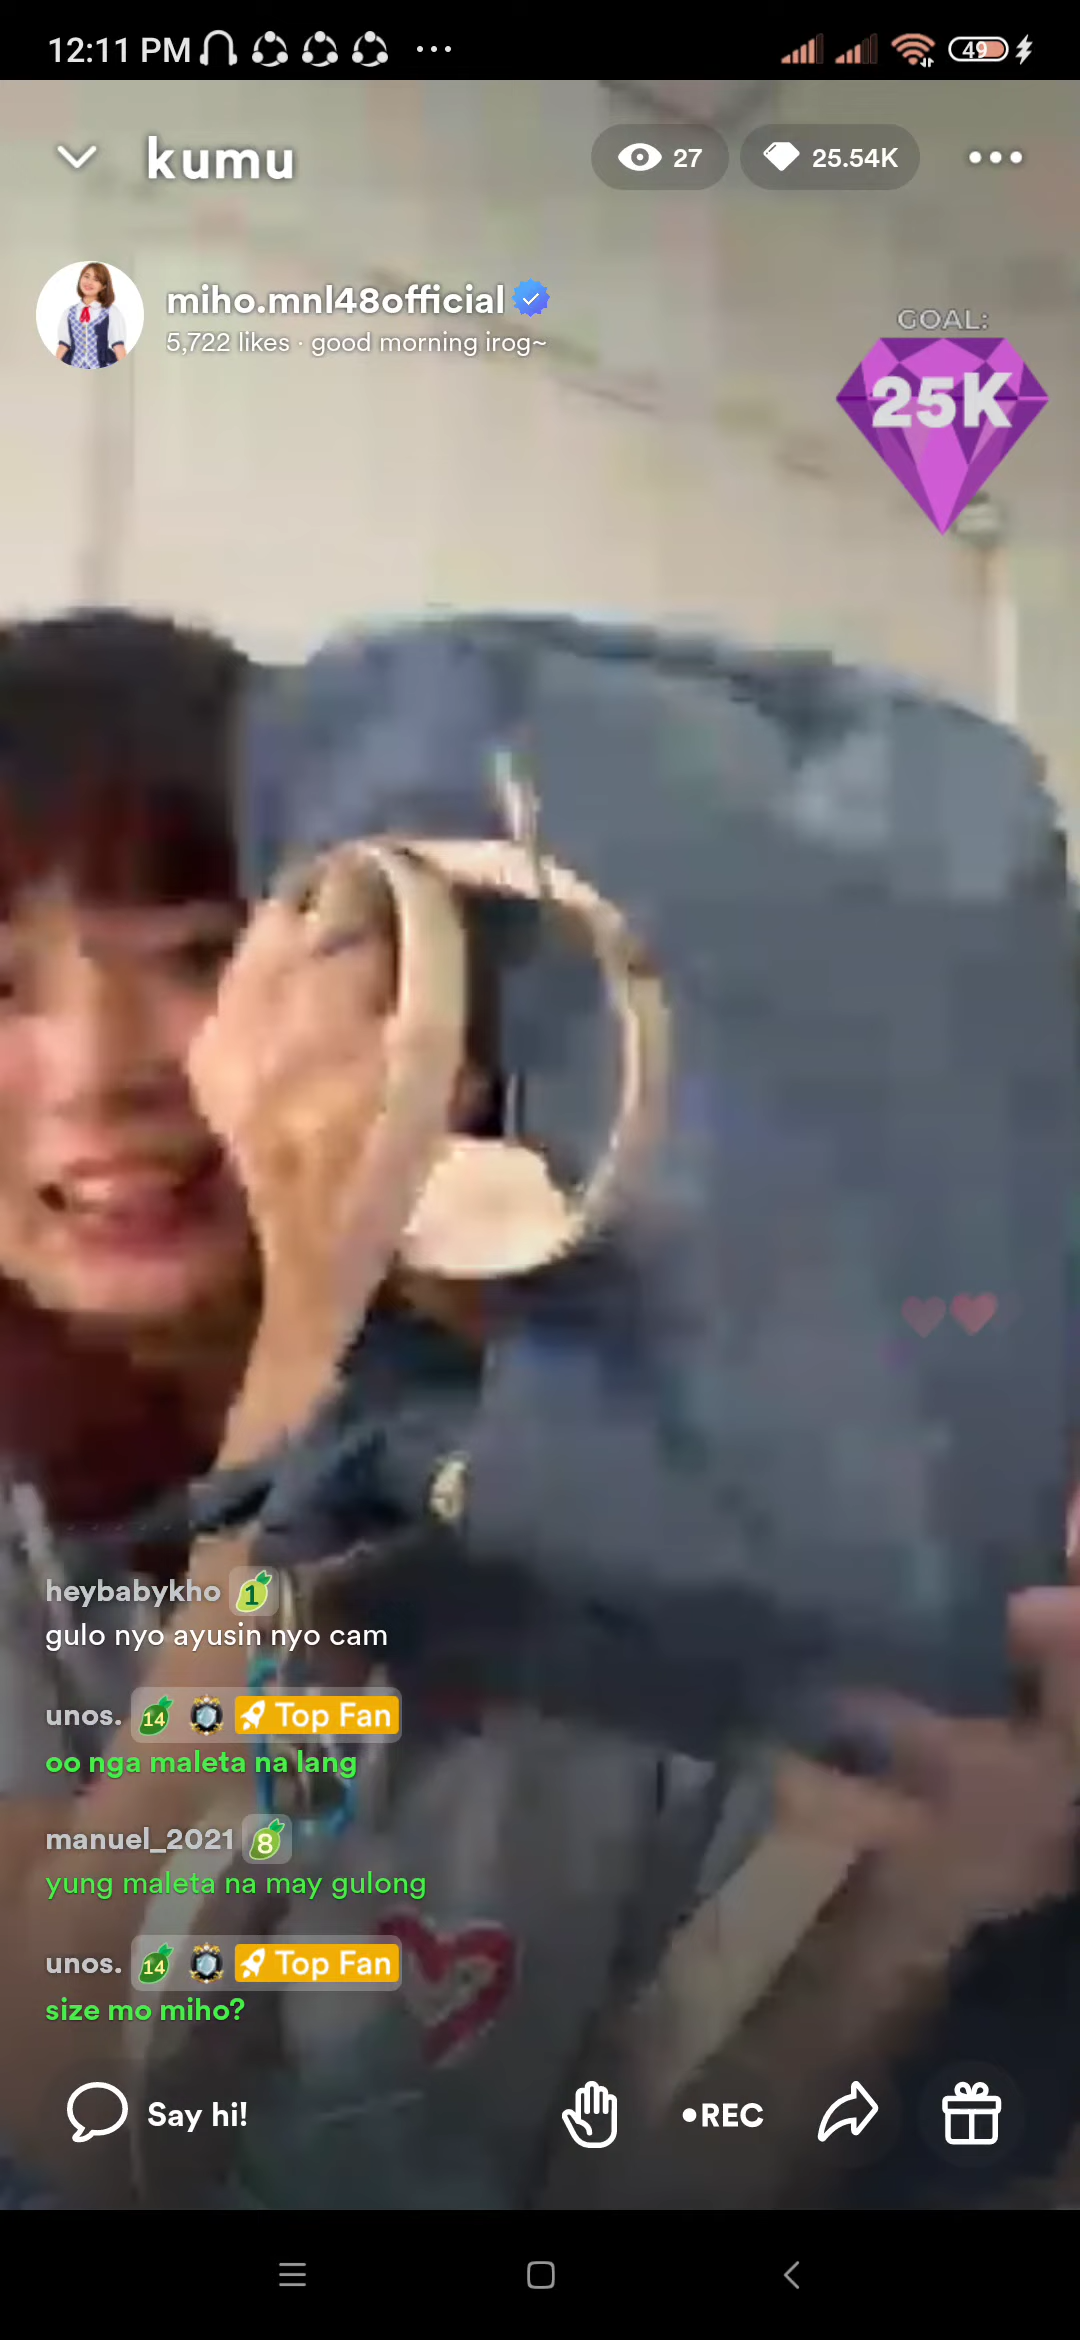 12:11 PM
49
kumu
27
25.54K
miho.mnl48official
5,722 likes · good morning irog~
GOAL:
25K
heybabykho 1
gulo nyo ayusin nyo cam
unos. 14 Top Fan
oo nga maleta na lang
manuel_2021 8
yung maleta na may gulong
unos. 14 Top Fan
size mo miho?
Say hi!
•REC